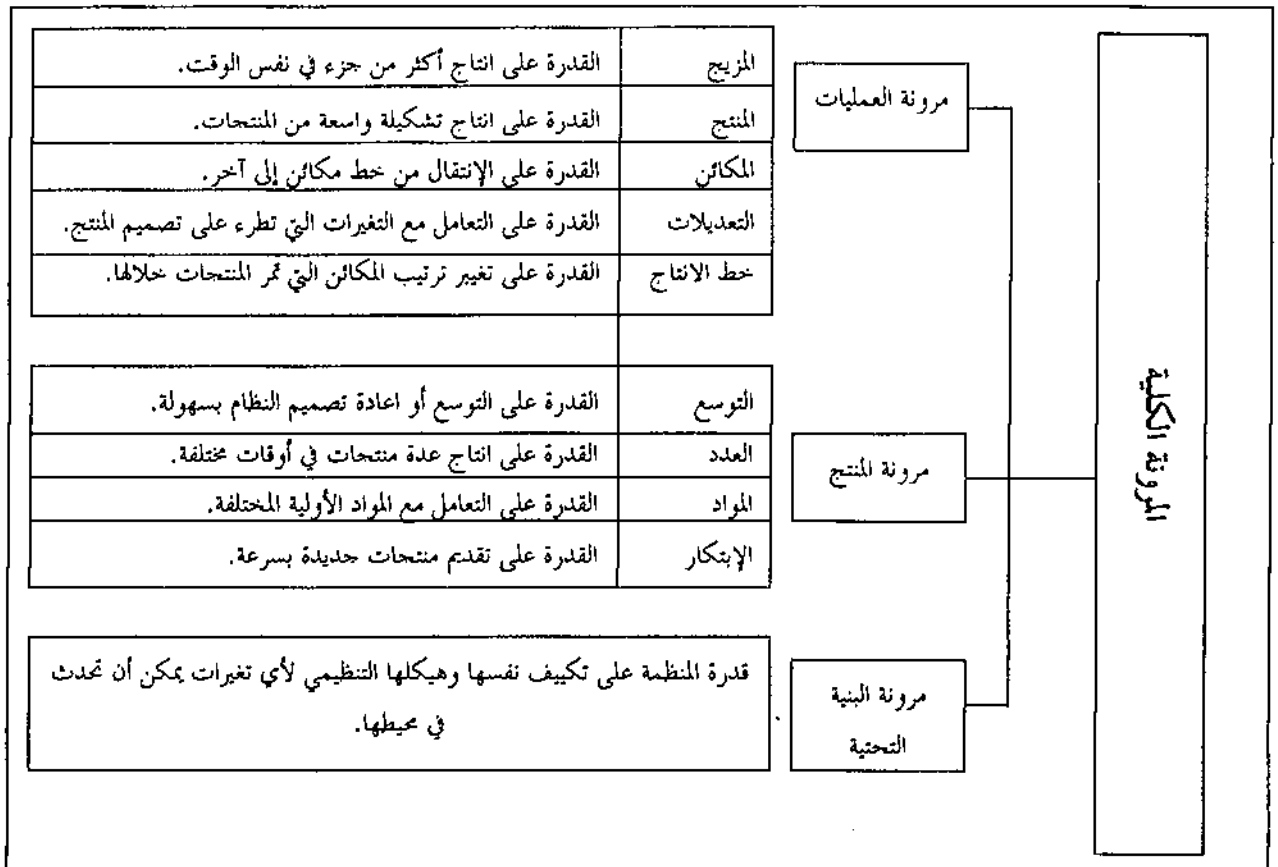 المرونة الكلية
مرونة العمليات
المزيج القدرة على انتاج أكثر من جزء في نفس الوقت.
المنتج القدرة على انتاج تشكيلة واسعة من المنتجات.
المكائن القدرة على الإنتقال من خط مكائن إلى آخر.
التعديلات القدرة على التعامل مع التغيرات التي تطرء على تصميم المنتج.
خط الانتاج القدرة على تغيير ترتيب المكائن التي تمر المنتجات خلالها.
مرونة المنتج
التوسع القدرة على التوسع أو اعادة تصميم النظام بسهولة.
العدد القدرة على انتاج عدة منتجات في أوقات مختلفة.
المواد القدرة على التعامل مع المواد الأولية المختلفة.
الإبتكار القدرة على تقديم منتجات جديدة بسرعة.
مرونة البنية
التحتية
قدرة المنظمة على تكييف نفسها وهيكلها التنظيمي لأي تغيرات يمكن أن تحدث
في محيطها.